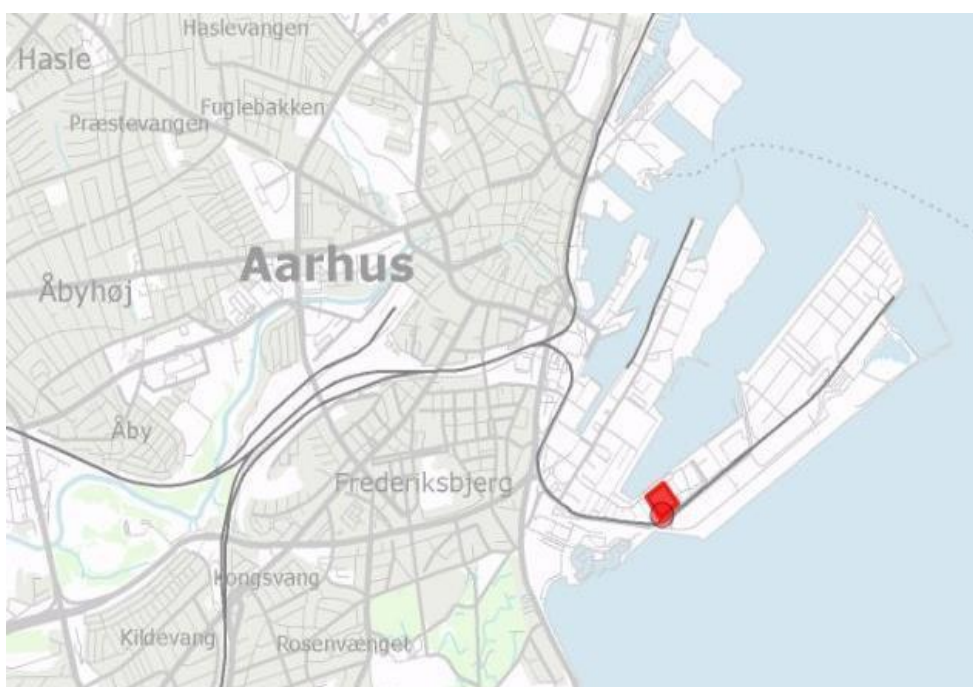 Haslevangen
Hasle
Fuglebakken
Præstevangen
Aarhus
Åbyhøj
Åby
Frederiksbjerg
Kongsvang
Kildevang
Rosenvænget